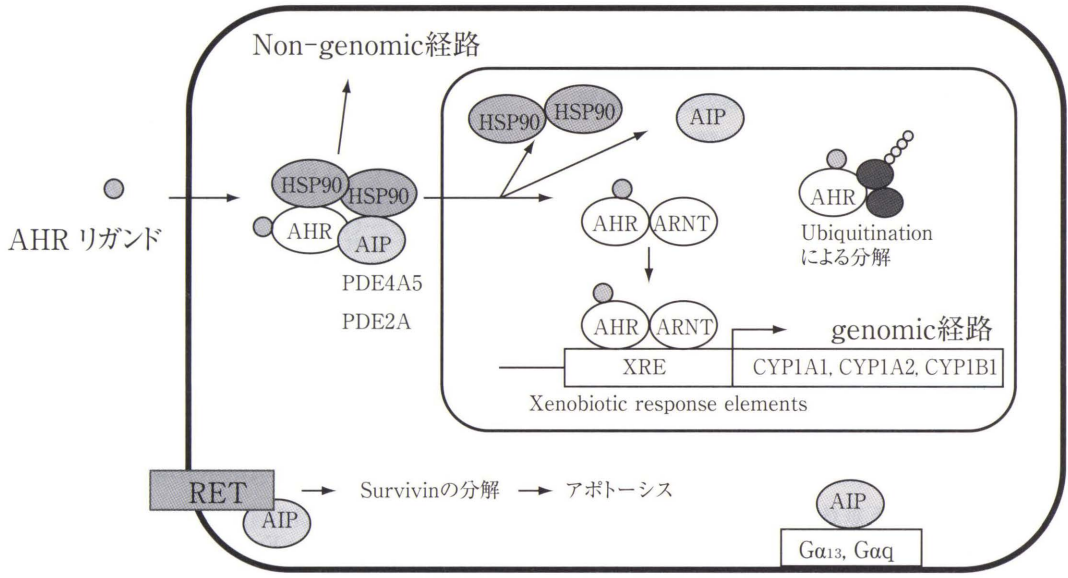 Non-genomic経路
HSP90
HSP90
AIP
HSP90
HSP90
AHR
AIP
AHR リガンド
PDE4A5
PDE2A
AHR
ARNT
AHR
Ubiquitination
による分解
AHR
ARNT
genomic経路
XRE
CYP1A1, CYP1A2, CYP1B1
Xenobiotic response elements
RET
AIP
Survivinの分解
アポトーシス
AIP
Gα13, Gαq